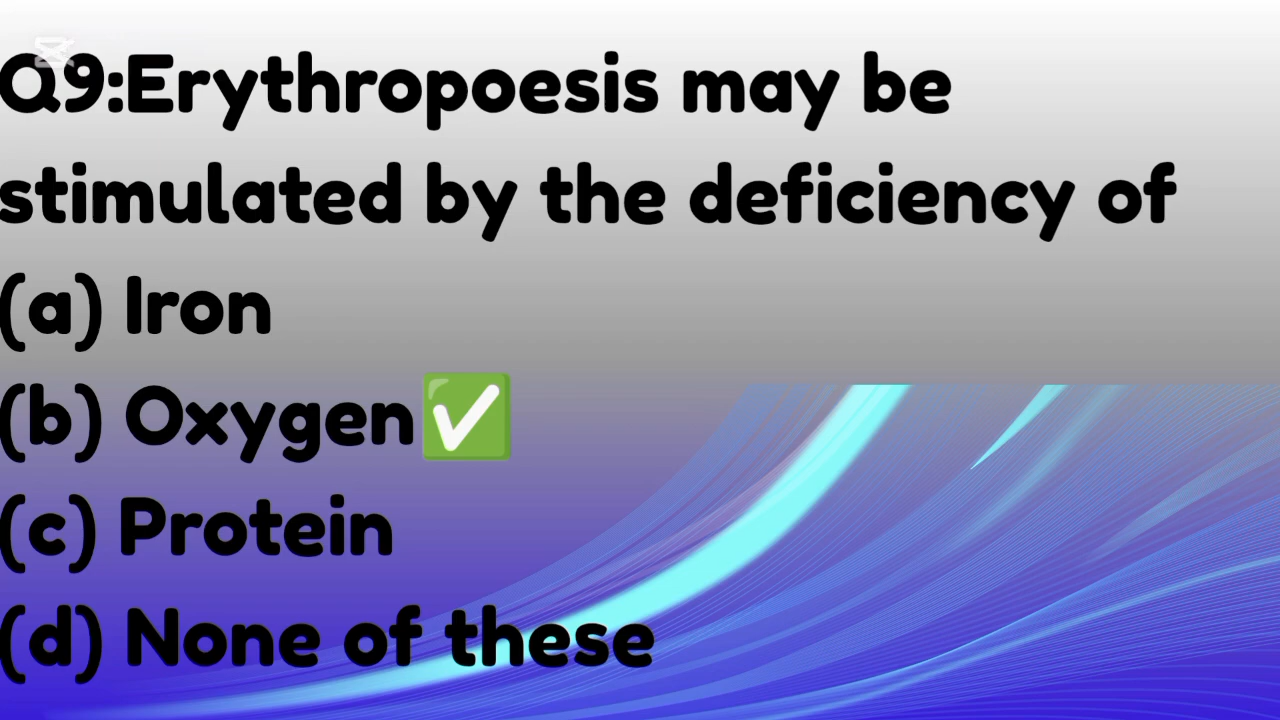 Q9:Erythropoesis may be
stimulated by the deficiency of
(a) Iron
(b) Oxygen✅
(c) Protein
(d) None of these